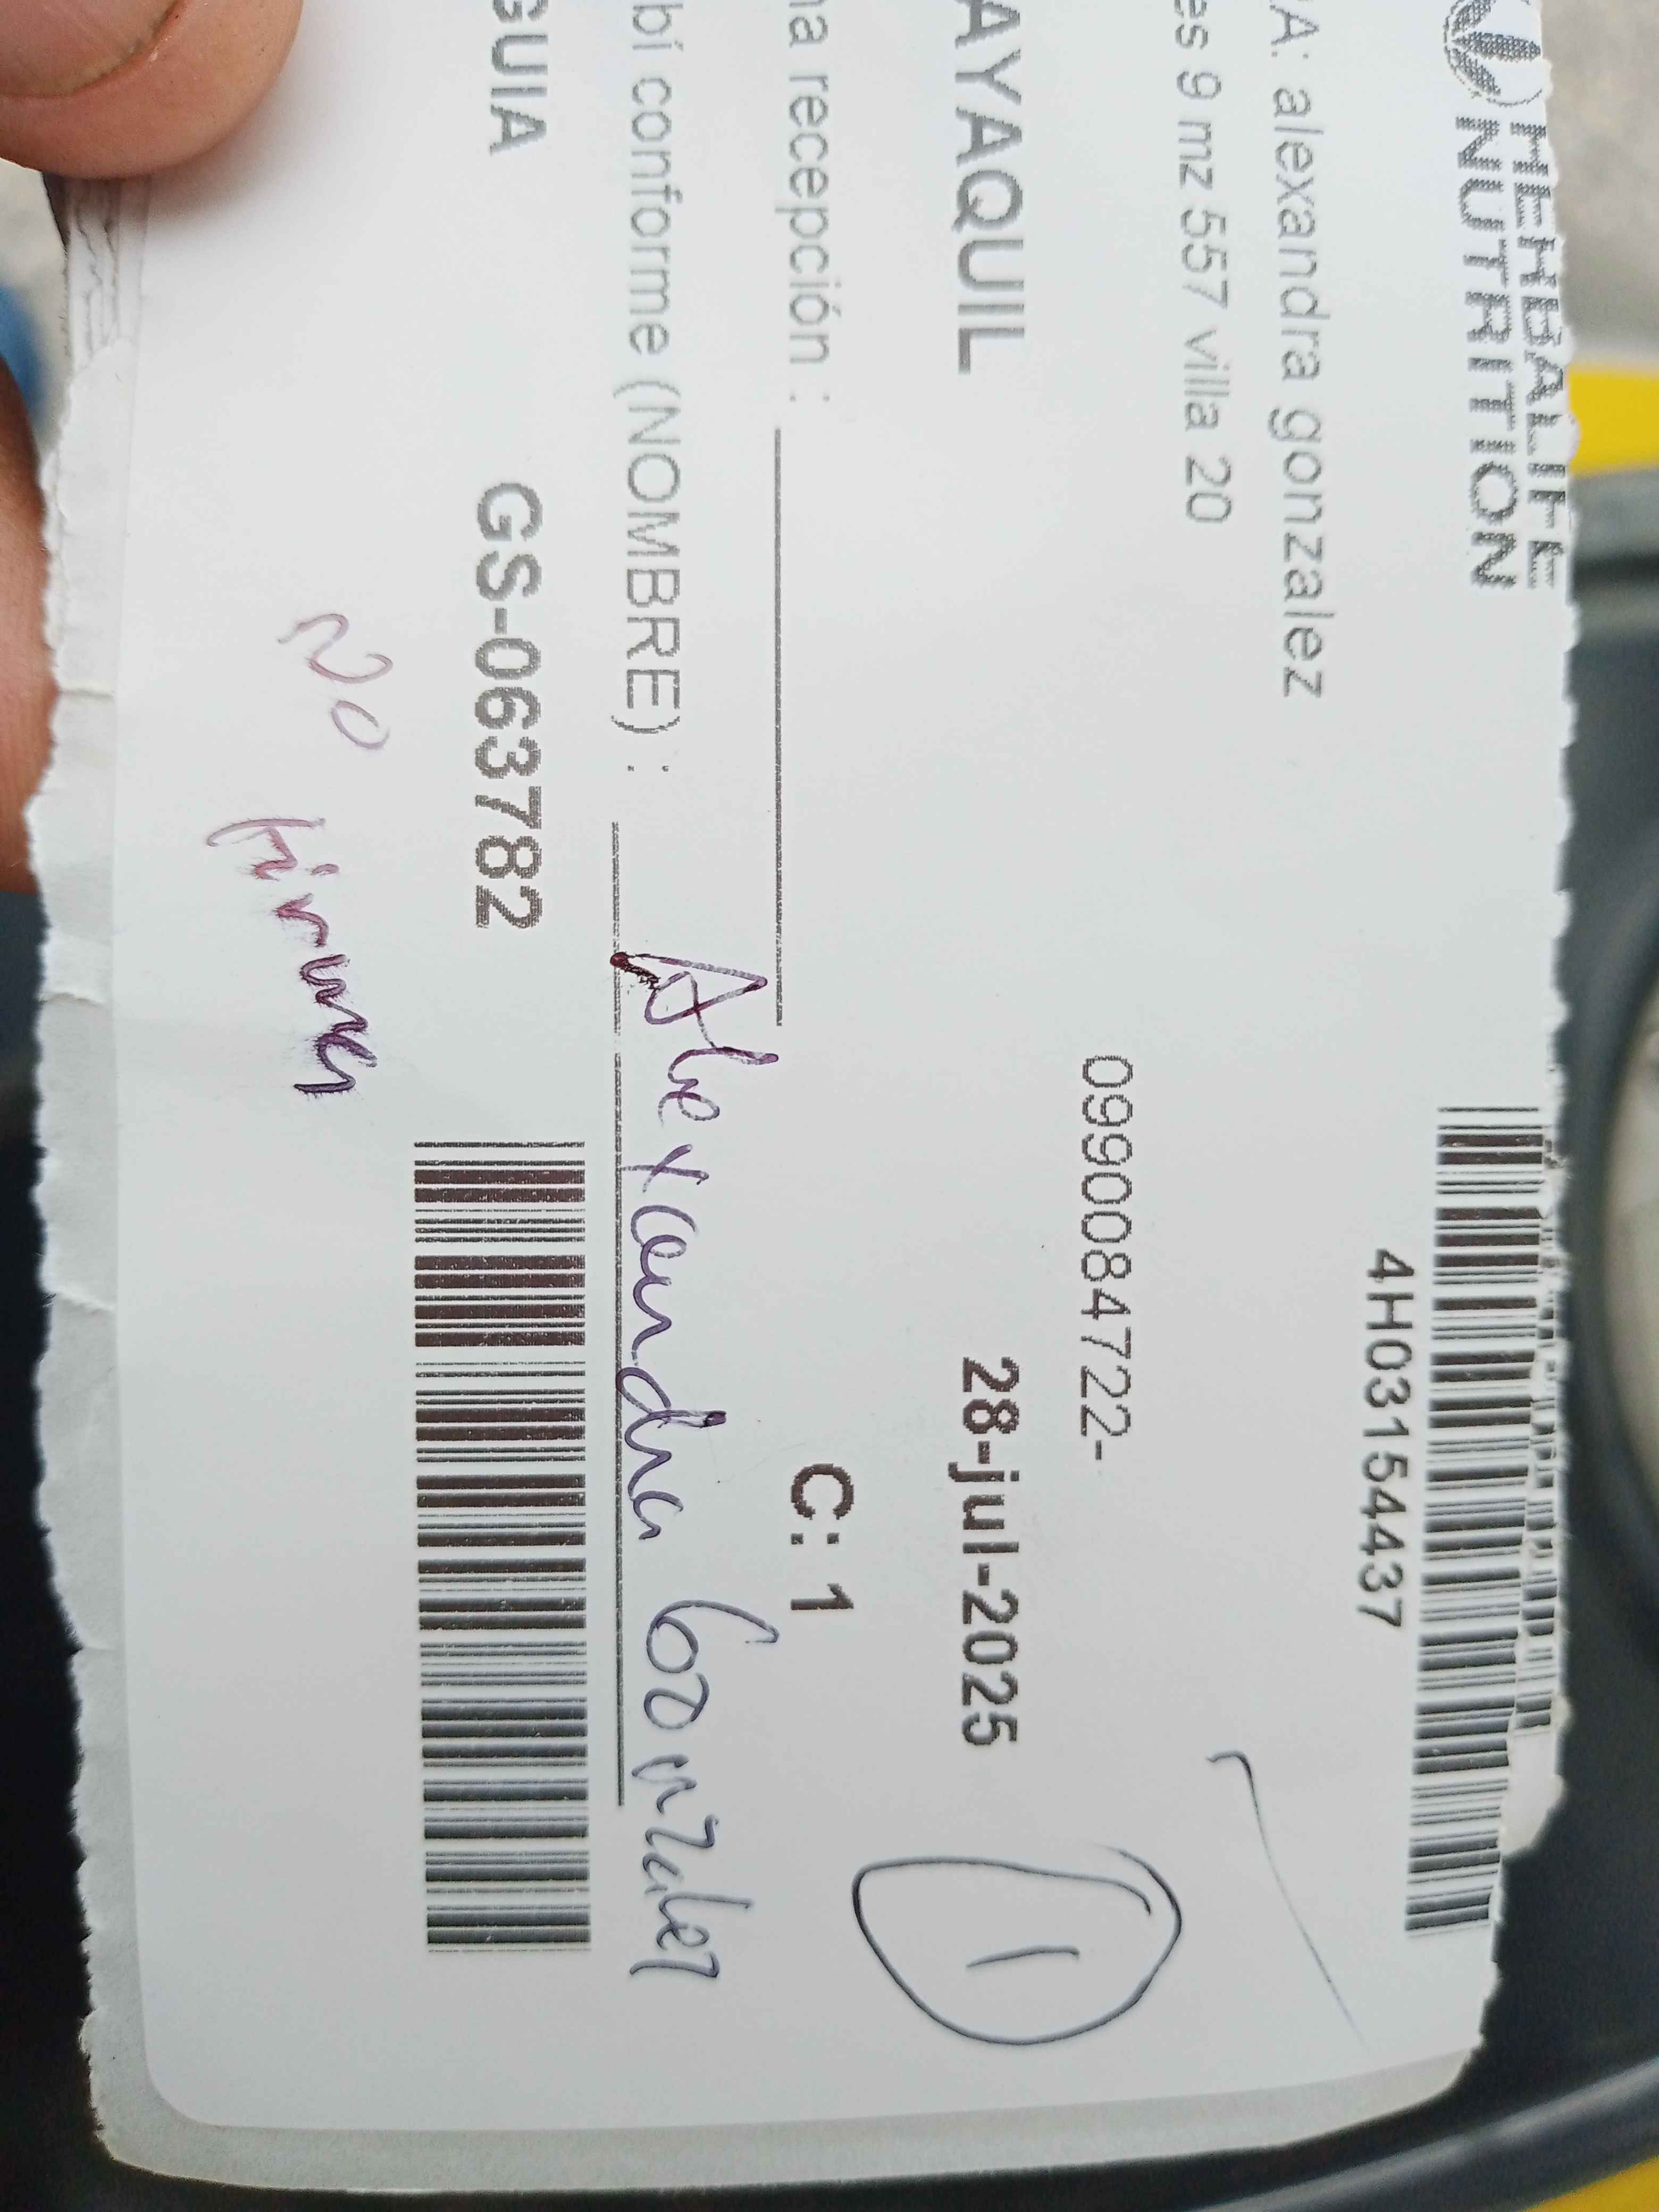 HERBALIFE
NUTRITION
4H03154437
A: alexandra gonzalez
es 9 mz 557 villa 20
0990084722-
AYAQUIL 28-jul-2025
1
na recepción : C: 1
bí conforme (NOMBRE) : Alexandra Gonzalez
GUIA GS-063782
no firma